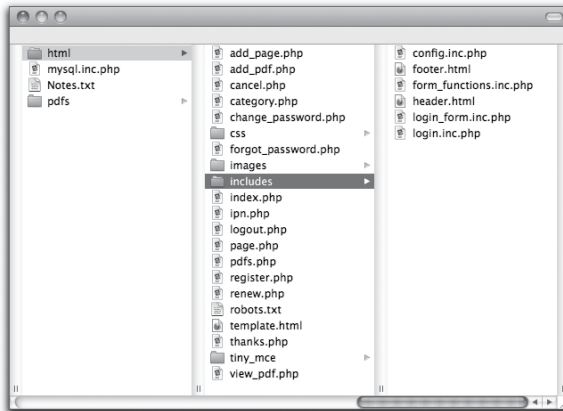 html
mysql.inc.php
Notes.txt
pdfs
add_page.php
add_pdf.php
cancel.php
category.php
change_password.php
css
forgot_password.php
images
includes
index.php
ipn.php
logout.php
page.php
pdfs.php
register.php
renew.php
robots.txt
template.html
thanks.php
tiny_mce
view_pdf.php
config.inc.php
footer.html
form_functions.inc.php
header.html
login_form.inc.php
login.inc.php